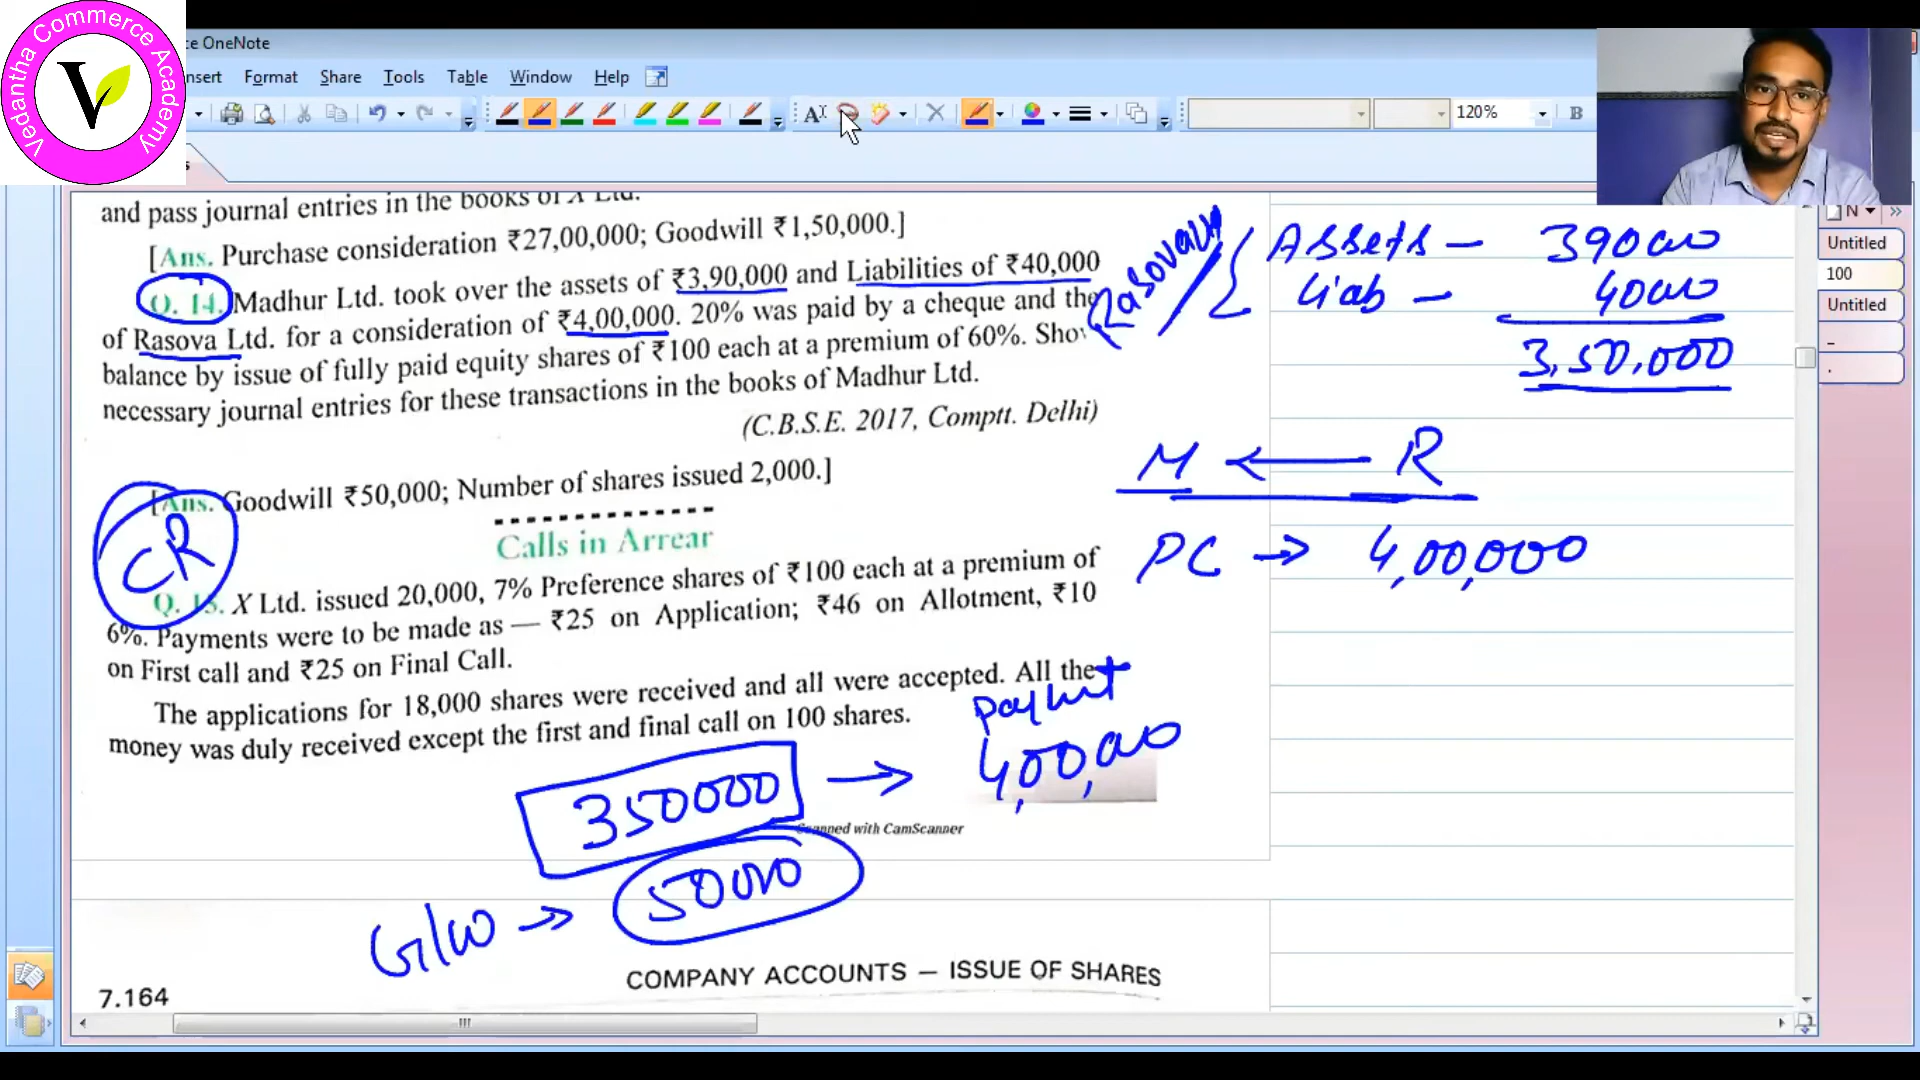 Vedantha Commerce Academy
V
ce OneNote
nsert Format Share Tools Table Window Help
120% B
s
N
Untitled
100
Untitled
and pass journal entries in the books of X Ltd.
[Ans. Purchase consideration ₹27,00,000; Goodwill ₹1,50,000.]
Q. 14. Madhur Ltd. took over the assets of ₹3,90,000 and Liabilities of ₹40,000
of Rasova Ltd. for a consideration of ₹4,00,000. 20% was paid by a cheque and the
balance by issue of fully paid equity shares of ₹100 each at a premium of 60%. Show
necessary journal entries for these transactions in the books of Madhur Ltd.
(C.B.S.E. 2017, Comptt. Delhi)
[Ans. Goodwill ₹50,000; Number of shares issued 2,000.]
CR
Calls in Arrear
Q. 15. X Ltd. issued 20,000, 7% Preference shares of ₹100 each at a premium of
6%. Payments were to be made as — ₹25 on Application; ₹46 on Allotment, ₹10
on First call and ₹25 on Final Call.
The applications for 18,000 shares were received and all were accepted. All the
money was duly received except the first and final call on 100 shares.
Assets - 390000
Liab - 40000
3,50,000
M ← R
PC → 4,00,000
350000 → 4,00,000
G/W → 50000
Scanned with CamScanner
7.164
COMPANY ACCOUNTS — ISSUE OF SHARES